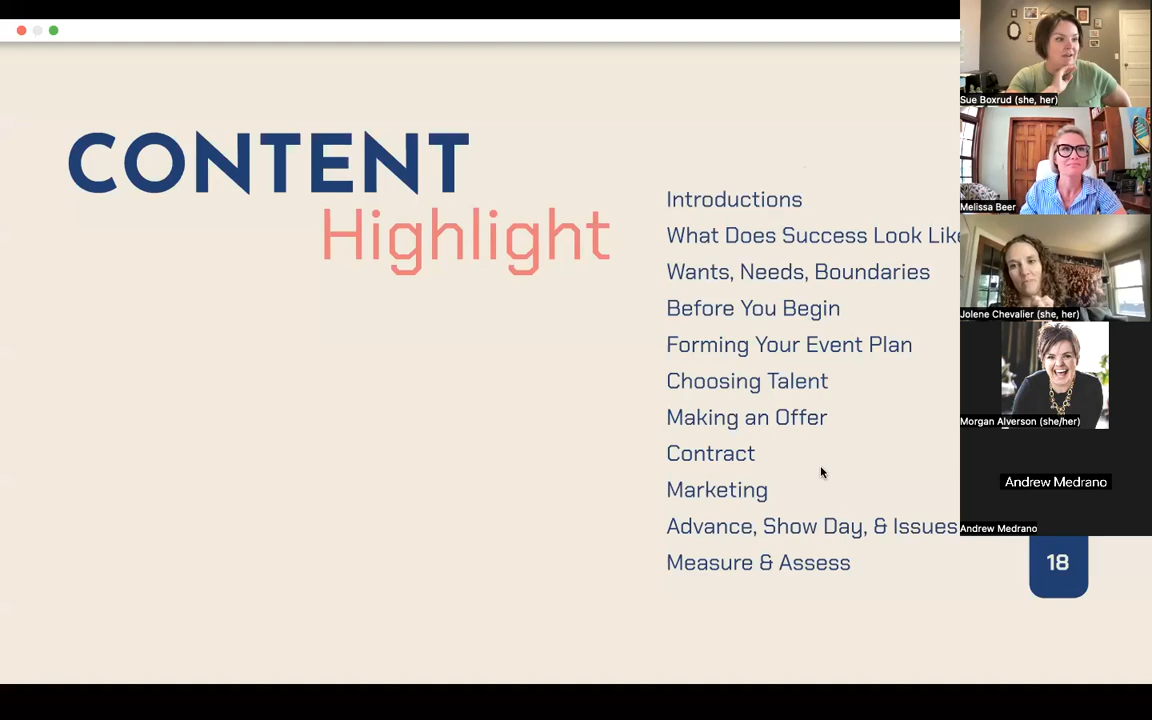 CONTENT
Highlight
Introductions
What Does Success Look Like
Wants, Needs, Boundaries
Before You Begin
Forming Your Event Plan
Choosing Talent
Making an Offer
Contract
Marketing
Advance, Show Day, & Issues
Measure & Assess
18
Sue Boxrud (she, her)
Melissa Beer
Jolene Chevalier (she, her)
Morgan Alverson (she/her)
Andrew Medrano
Andrew Medrano